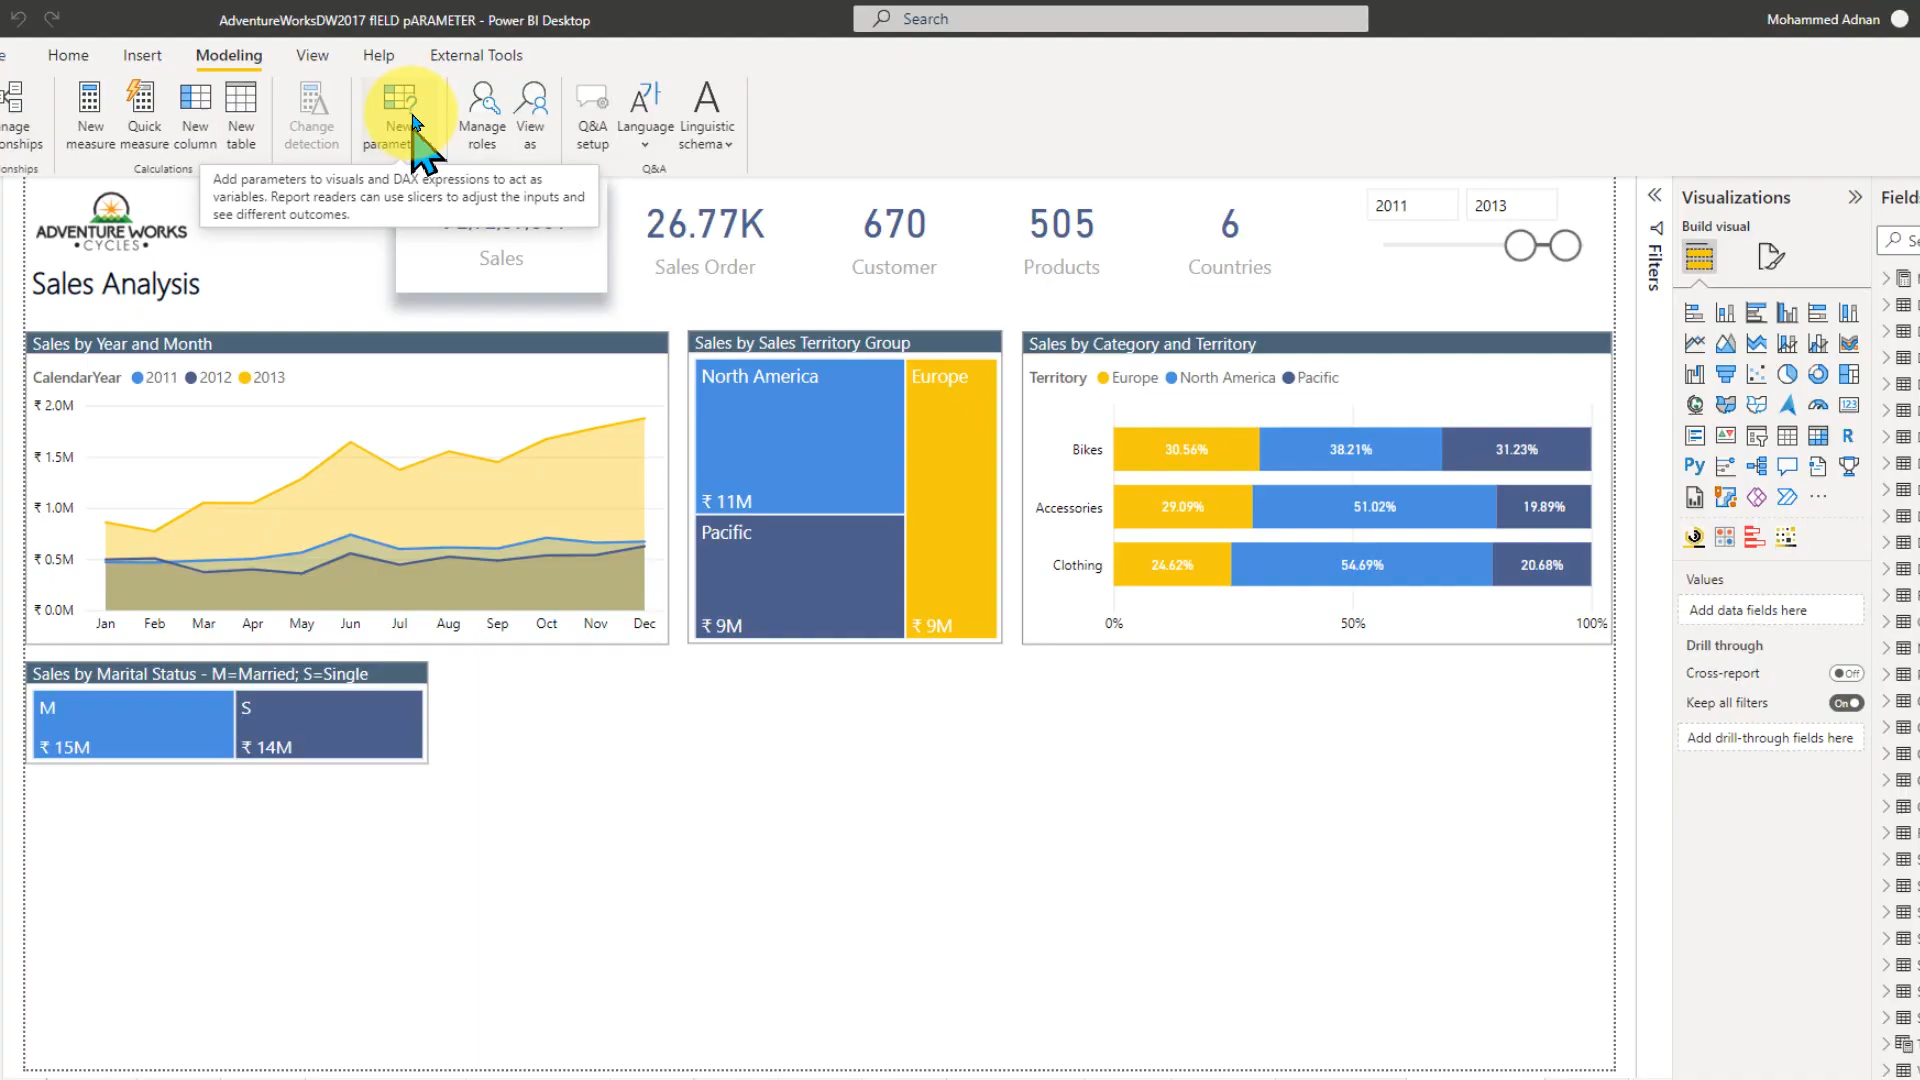 AdventureWorksDW2017 fIELD pARAMETER - Power BI Desktop
Search
Mohammed Adnan
Home
Insert
Modeling
View
Help
External Tools
nage
onships
New
measure
Quick
measure
New
column
New
table
Change
detection
New
paramet
Manage
roles
View
as
Q&A
setup
Language
Linguistic
schema
onships
Calculations
Q&A
Add parameters to visuals and DAX expressions to act as
variables. Report readers can use slicers to adjust the inputs and
see different outcomes.
ADVENTURE WORKS
CYCLES
Sales Analysis
Sales
26.77K
Sales Order
670
Customer
505
Products
6
Countries
2011
2013
Sales by Year and Month
CalendarYear 2011 2012 2013
₹ 2.0M
₹ 1.5M
₹ 1.0M
₹ 0.5M
₹ 0.0M
Jan Feb Mar Apr May Jun Jul Aug Sep Oct Nov Dec
Sales by Sales Territory Group
North America
₹ 11M
Europe
₹ 9M
Pacific
₹ 9M
Sales by Category and Territory
Territory Europe North America Pacific
Bikes 30.56% 38.21% 31.23%
Accessories 29.09% 51.02% 19.89%
Clothing 24.62% 54.69% 20.68%
0% 50% 100%
Sales by Marital Status - M=Married; S=Single
M
₹ 15M
S
₹ 14M
Filters
Visualizations
Build visual
123
R
Py
Values
Add data fields here
Drill through
Cross-report
Off
Keep all filters
On
Add drill-through fields here
Fields
Se